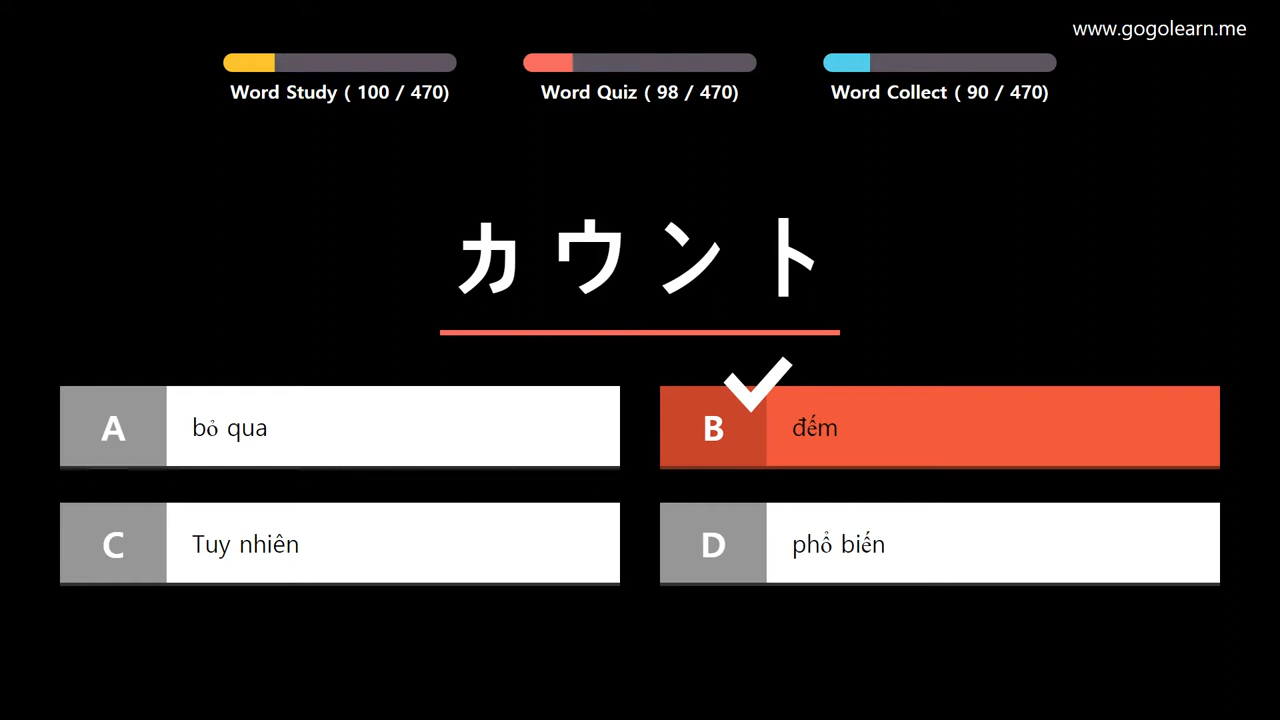 www.gogolearn.me
Word Study ( 100 / 470)
Word Quiz ( 98 / 470)
Word Collect ( 90 / 470)
カウント
A
bỏ qua
B
đếm
C
Tuy nhiên
D
phổ biến